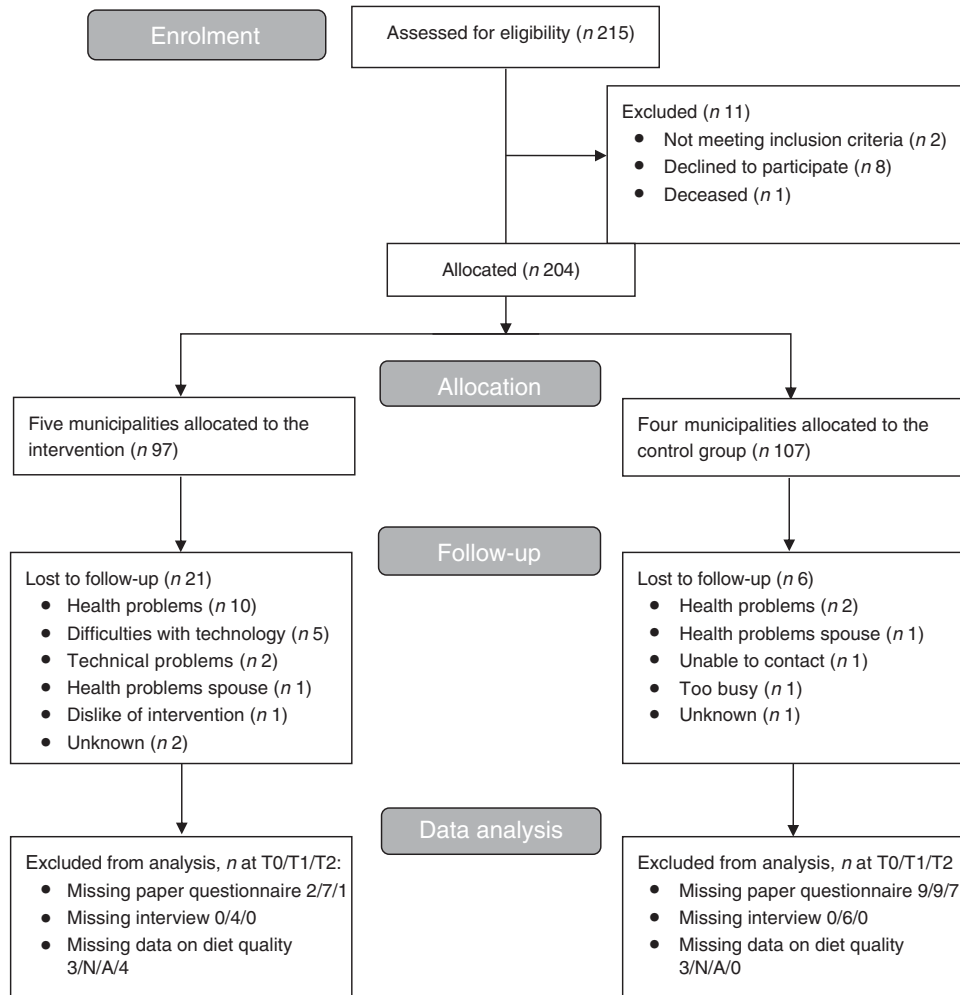 Enrolment
Assessed for eligibility (n 215)
Excluded (n 11)
• Not meeting inclusion criteria (n 2)
• Declined to participate (n 8)
• Deceased (n 1)
Allocated (n 204)
Allocation
Five municipalities allocated to the
intervention (n 97)
Four municipalities allocated to the
control group (n 107)
Follow-up
Lost to follow-up (n 21)
• Health problems (n 10)
• Difficulties with technology (n 5)
• Technical problems (n 2)
• Health problems spouse (n 1)
• Dislike of intervention (n 1)
• Unknown (n 2)
Lost to follow-up (n 6)
• Health problems (n 2)
• Health problems spouse (n 1)
• Unable to contact (n 1)
• Too busy (n 1)
• Unknown (n 1)
Data analysis
Excluded from analysis, n at T0/T1/T2:
• Missing paper questionnaire 2/7/1
• Missing interview 0/4/0
• Missing data on diet quality
3/N/A/4
Excluded from analysis, n at T0/T1/T2
• Missing paper questionnaire 9/9/7
• Missing interview 0/6/0
• Missing data on diet quality
3/N/A/0